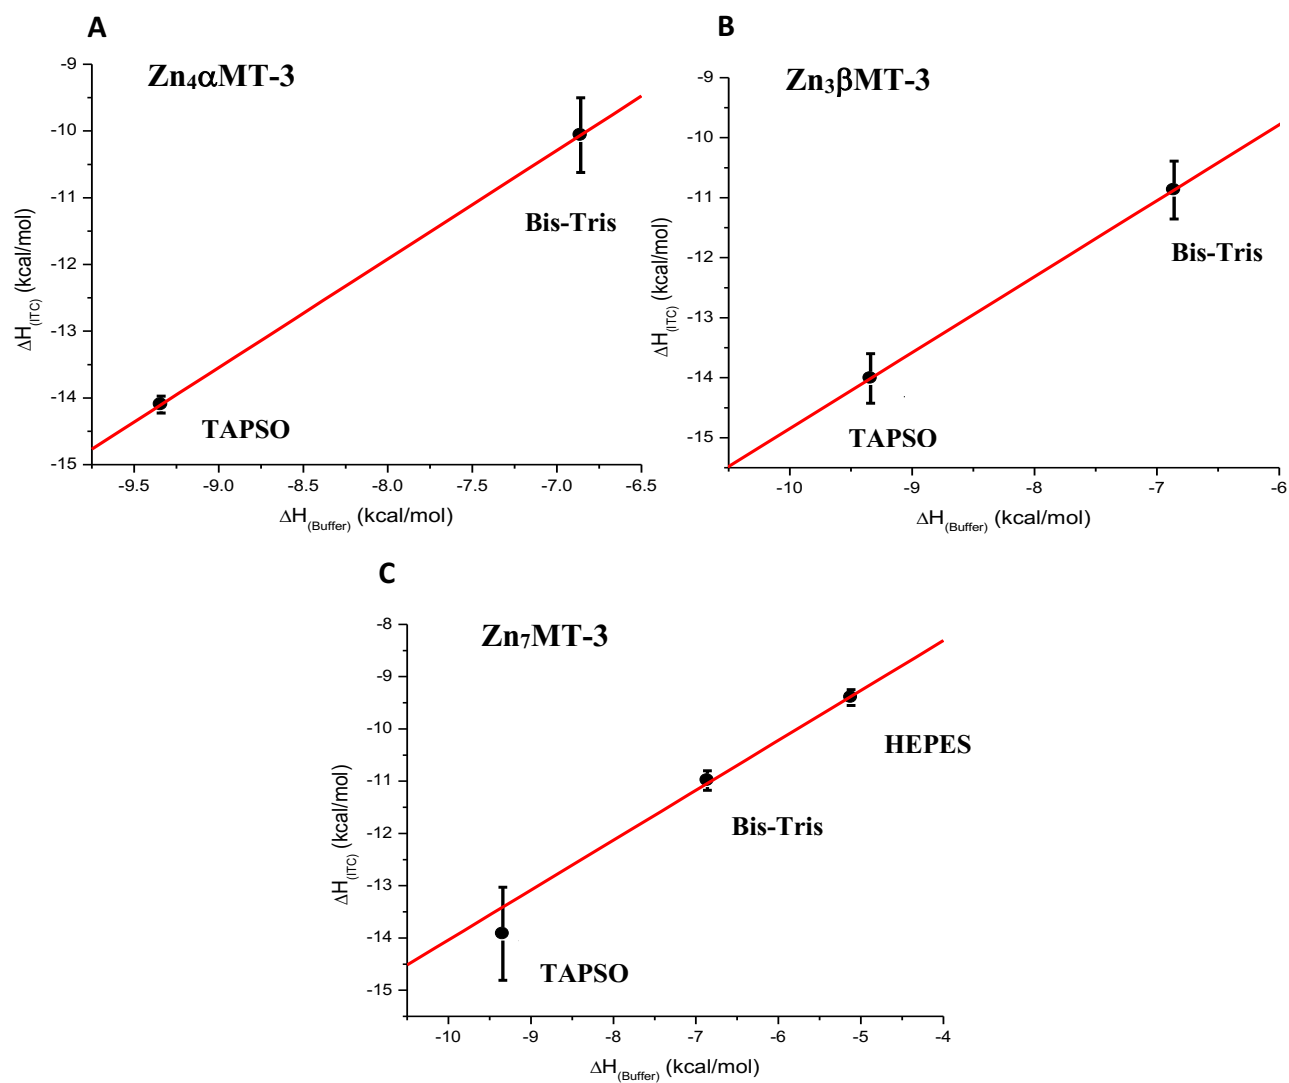 A
Zn₄αMT-3
-9
-10
-11
-12
-13
-14
-15
ΔH(ITC) (kcal/mol)
Bis-Tris
TAPSO
-9.5
-9.0
-8.5
-8.0
-7.5
-7.0
-6.5
ΔH(Buffer) (kcal/mol)
B
Zn₃βMT-3
-9
-10
-11
-12
-13
-14
-15
ΔH(ITC) (kcal/mol)
Bis-Tris
TAPSO
-10
-9
-8
-7
-6
ΔH(Buffer) (kcal/mol)
C
Zn₇MT-3
-8
-9
-10
-11
-12
-13
-14
-15
ΔH(ITC) (kcal/mol)
HEPES
Bis-Tris
TAPSO
-10
-9
-8
-7
-6
-5
-4
ΔH(Buffer) (kcal/mol)